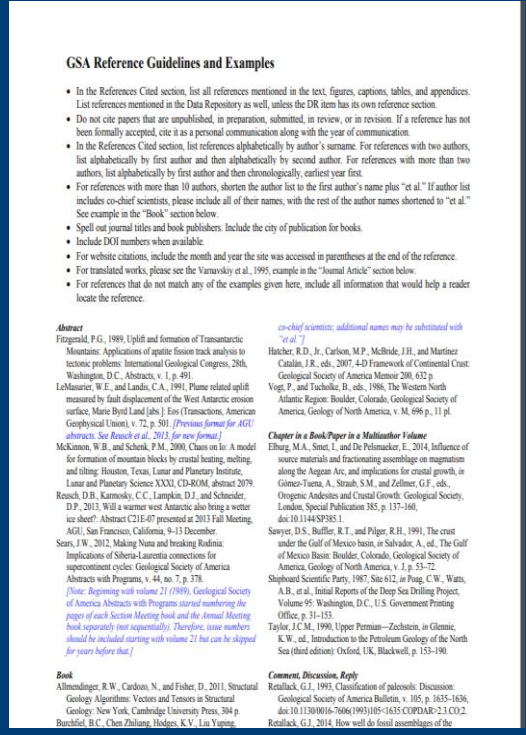 GSA Reference Guidelines and Examples
• In the References Cited section, list all references mentioned in the text, figures, captions, tables, and appendices.
List references mentioned in the Data Repository as well, unless the DR item has its own reference section.
• Do not cite papers that are unpublished, in preparation, submitted, in review, or in revision. If a reference has not
been formally accepted, cite it as a personal communication along with the year of communication.
• In the References Cited section, list references alphabetically by author's surname. For references with two authors,
list alphabetically by first author and then alphabetically by second author. For references with more than two
authors, list alphabetically by first author and then chronologically, earliest year first.
• For references with more than 10 authors, shorten the author list to the first author's name plus “et al.” If author list
includes co-chief scientists, please include all of their names, with the rest of the author names shortened to “et al.”
See example in the “Book” section below.
• Spell out journal titles and book publishers. Include the city of publication for books.
• Include DOI numbers when available.
• For website citations, include the month and year the site was accessed in parentheses at the end of the reference.
• For translated works, please see the Varnavskiy et al., 1995, example in the “Journal Article” section below.
• For references that do not match any of the examples given here, include all information that would help a reader
locate the reference.
Abstract
Fitzgerald, P.G., 1989, Uplift and formation of Transantarctic
Mountains: Applications of apatite fission track analysis to
tectonic problems: International Geological Congress, 28th,
Washington, D.C., Abstracts, v. 1, p. 491.
LeMasurier, W.E., and Landis, C.A., 1991, Plume related uplift
measured by fault displacement of the West Antarctic erosion
surface, Marie Byrd Land [abs.]: Eos (Transactions, American
Geophysical Union), v. 72, p. 501. [Previous format for AGU
abstracts. See Reusch et al., 2013, for new format.]
McKinnon, W.B., and Schenk, P.M., 2000, Chaos on Io: A model
for formation of mountain blocks by crustal heating, melting,
and tilting: Houston, Texas, Lunar and Planetary Institute,
Lunar and Planetary Science XXXI, CD-ROM, abstract 2079.
Reusch, D.B., Karmosky, C.C., Lampkin, D.J., and Schneider,
D.P., 2013, Will a warmer west Antarctic also bring a wetter
ice sheet?: Abstract C21E-07 presented at 2013 Fall Meeting,
AGU, San Francisco, California, 9–13 December.
Sears, J.W., 2012, Making Nuna and breaking Rodinia:
Implications of Siberia-Laurentia connections for
supercontinent cycles: Geological Society of America
Abstracts with Programs, v. 44, no. 7, p. 378.
[Note: Beginning with volume 21 (1989), Geological Society
of America Abstracts with Programs started numbering the
pages of each Section Meeting book and the Annual Meeting
book separately (not sequentially). Therefore, issue numbers
should be included starting with volume 21 but can be skipped
for years before that.]
Book
Allmendinger, R.W., Cardozo, N., and Fisher, D., 2011, Structural
Geology Algorithms: Vectors and Tensors in Structural
Geology: New York, Cambridge University Press, 304 p.
Burchfiel, B.C., Chen Zhiliang, Hodges, K.V., Liu Yuping,
co-chief scientists; additional names may be substituted with
“et al.”]
Hatcher, R.D., Jr., Carlson, M.P., McBride, J.H., and Martínez
Catalán, J.R., eds., 2007, 4-D Framework of Continental Crust:
Geological Society of America Memoir 200, 632 p.
Vogt, P., and Tucholke, B., eds., 1986, The Western North
Atlantic Region: Boulder, Colorado, Geological Society of
America, Geology of North America, v. M, 696 p., 11 pl.
Chapter in a Book/Paper in a Multiauthor Volume
Elburg, M.A., Smet, I., and De Pelsmaeker, E., 2014, Influence of
source materials and fractionating assemblage on magmatism
along the Aegean Arc, and implications for crustal growth, in
Gómez-Tuena, A., Straub, S.M., and Zellmer, G.F., eds.,
Orogenic Andesites and Crustal Growth: Geological Society,
London, Special Publication 385, p. 137–160,
doi:10.1144/SP385.1.
Sawyer, D.S., Buffler, R.T., and Pilger, R.H., 1991, The crust
under the Gulf of Mexico basin, in Salvador, A., ed., The Gulf
of Mexico Basin: Boulder, Colorado, Geological Society of
America, Geology of North America, v. J, p. 53–72.
Shipboard Scientific Party, 1987, Site 612, in Poag, C.W., Watts,
A.B., et al., Initial Reports of the Deep Sea Drilling Project,
Volume 95: Washington, D.C., U.S. Government Printing
Office, p. 31–153.
Taylor, J.C.M., 1990, Upper Permian—Zechstein, in Glennie,
K.W., ed., Introduction to the Petroleum Geology of the North
Sea (third edition): Oxford, UK, Blackwell, p. 153–190.
Comment, Discussion, Reply
Retallack, G.J., 1993, Classification of paleosols: Discussion:
Geological Society of America Bulletin, v. 105, p. 1635–1636,
doi:10.1130/0016-7606(1993)105<1635:COPDAR>2.3.CO;2.
Retallack, G.J., 2014, How well do fossil assemblages of the